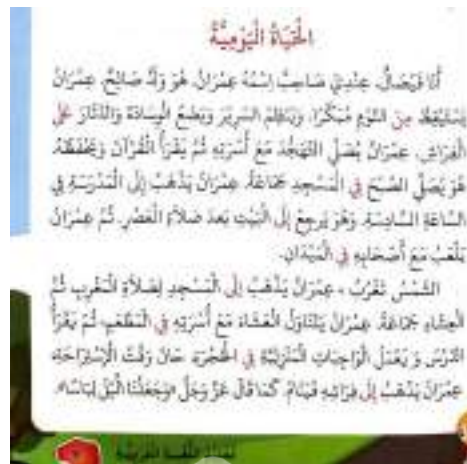 الْحَيَاةُ الْيَوْمِيَّةُ
أَنَا فَيْصَالٌ. عِنْدِيْ صَاحِبٌ اِسْمُهُ عِمْرَانُ. هُوَ وَلَدٌ صَالِحٌ. عِمْرَانُ
يَسْتَيْقِظُ مِنَ النَّوْمِ مُبَكِّرًا، وَيُنَظِّمُ السَّرِيْرَ وَيَضَعُ الْوِسَادَةَ وَالدِّثَارَ عَلَى
الْفِرَاشِ. عِمْرَانُ يُصَلِّي التَّهَجُّدَ مَعَ أُسْرَتِهِ ثُمَّ يَقْرَأُ الْقُرْآنَ وَيَحْفَظُهُ.
هُوَ يُصَلِّي الصُّبْحَ فِي الْمَسْجِدِ جَمَاعَةً. عِمْرَانُ يَذْهَبُ إِلَى الْمَدْرَسَةِ فِي
السَّاعَةِ السَّادِسَةِ. وَهُوَ يَرْجِعُ إِلَى الْبَيْتِ بَعْدَ صَلَاةِ الْعَصْرِ. ثُمَّ عِمْرَانُ
يَلْعَبُ مَعَ أَصْحَابِهِ فِي الْمَيْدَانِ.
الشَّمْسُ تَغْرُبُ ، عِمْرَانُ يَذْهَبُ إِلَى الْمَسْجِدِ لِصَلَاةِ الْمَغْرِبِ ثُمَّ
الْعِشَاءِ جَمَاعَةً. عِمْرَانُ يَتَنَاوَلُ الْعَشَاءَ مَعَ أُسْرَتِهِ فِي الْمَطْعَمِ، ثُمَّ يَقْرَأُ
الدَّرْسَ وَ يَعْمَلُ الْوَاجِبَاتِ الْمَنْزِلِيَّةَ فِي الْحُجْرَةِ. حَانَ وَقْتُ الْإِسْتِرَاحَةِ،
عِمْرَانُ يَذْهَبُ إِلَى فِرَاشِهِ فَيَنَامُ. كَمَا قَالَ عَزَّ وَجَلَّ «وَجَعَلْنَا اللَّيْلَ لِبَاسًا».